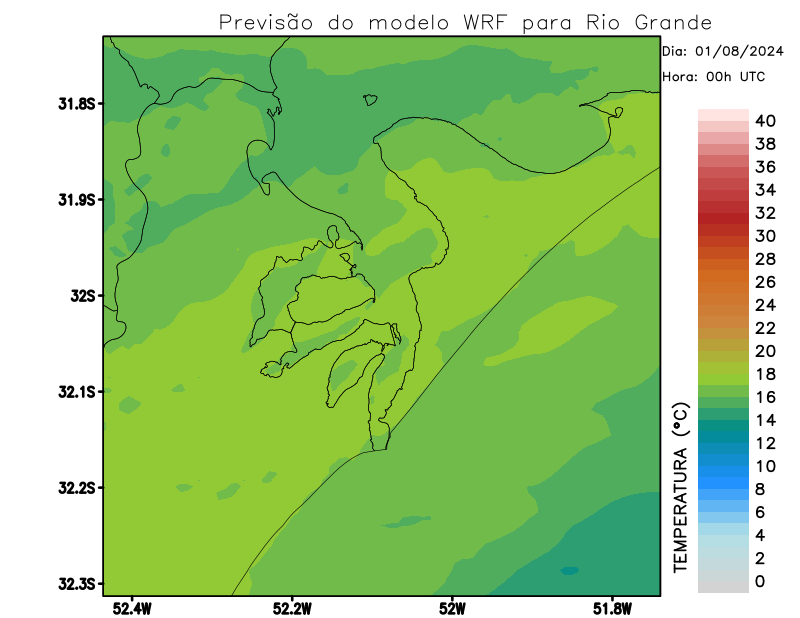 Previsão do modelo WRF para Rio Grande
Dia: 01/08/2024
Hora: 00h UTC
31.8S
31.9S
32S
32.1S
32.2S
32.3S
52.4W
52.2W
52W
51.8W
TEMPERATURA (°C)
40
38
36
34
32
30
28
26
24
22
20
18
16
14
12
10
8
6
4
2
0